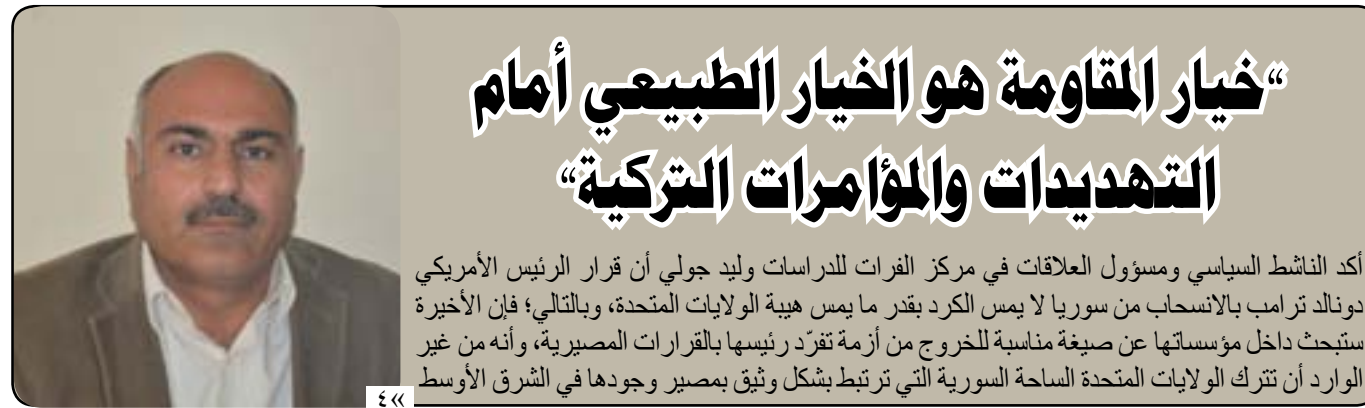 “خيار المقاومة هو الخيار الطبيعي أمام
التهديدات والمؤامرات التركية“
أكد الناشط السياسي ومسؤول العلاقات في مركز الفرات للدراسات وليد جولي أن قرار الرئيس الأمريكي
دونالد ترامب بالانسحاب من سوريا لا يمس الكرد بقدر ما يمس هيبة الولايات المتحدة، وبالتالي؛ فإن الأخيرة
ستبحث داخل مؤسساتها عن صيغة مناسبة للخروج من أزمة تفرّد رئيسها بالقرارات المصيرية، وأنه من غير
الوارد أن تترك الولايات المتحدة الساحة السورية التي ترتبط بشكل وثيق بمصير وجودها في الشرق الأوسط
»٤